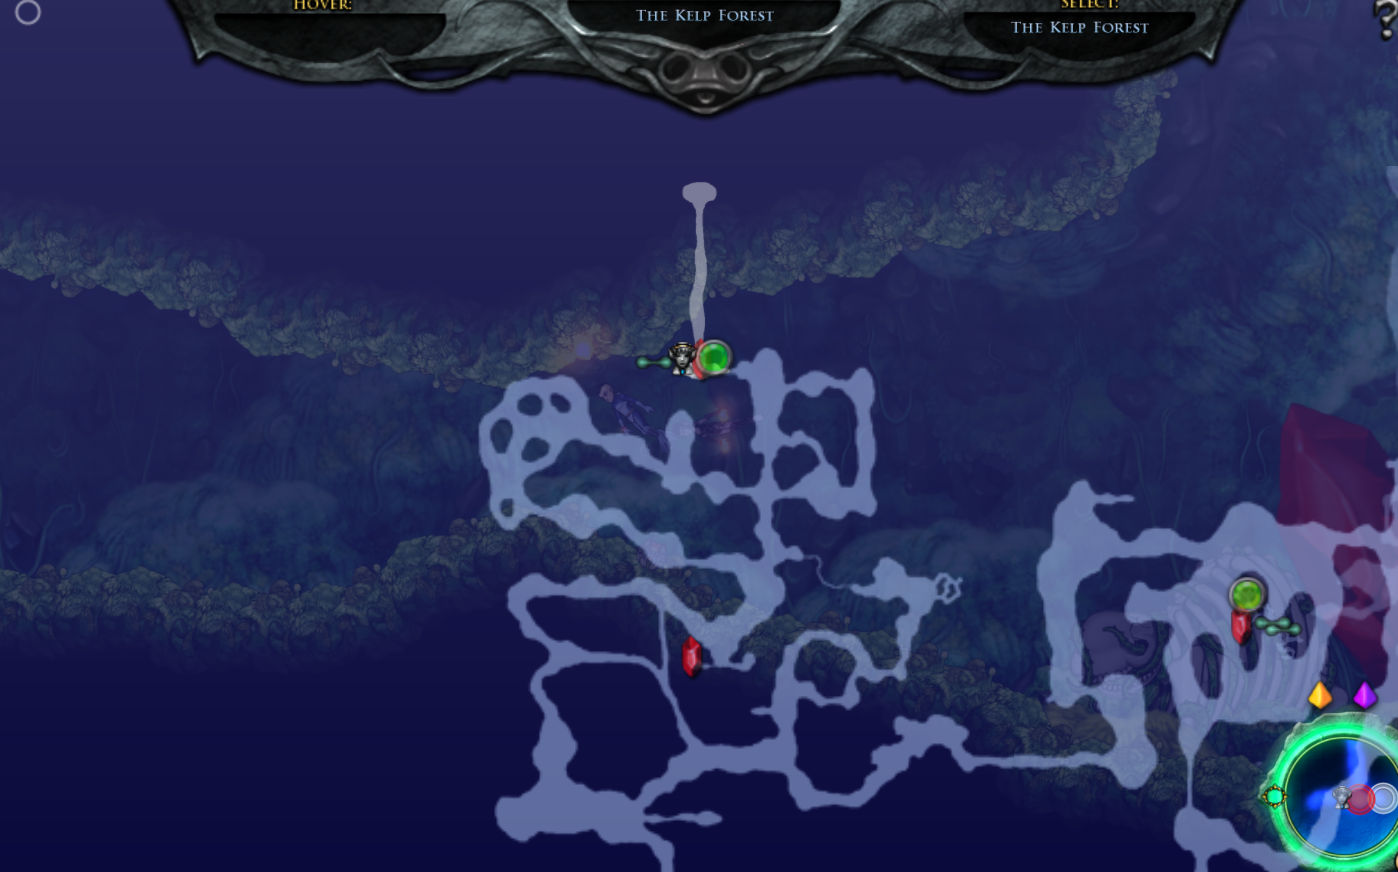 HOVER:
THE KELP FOREST
SELECT:
THE KELP FOREST
?